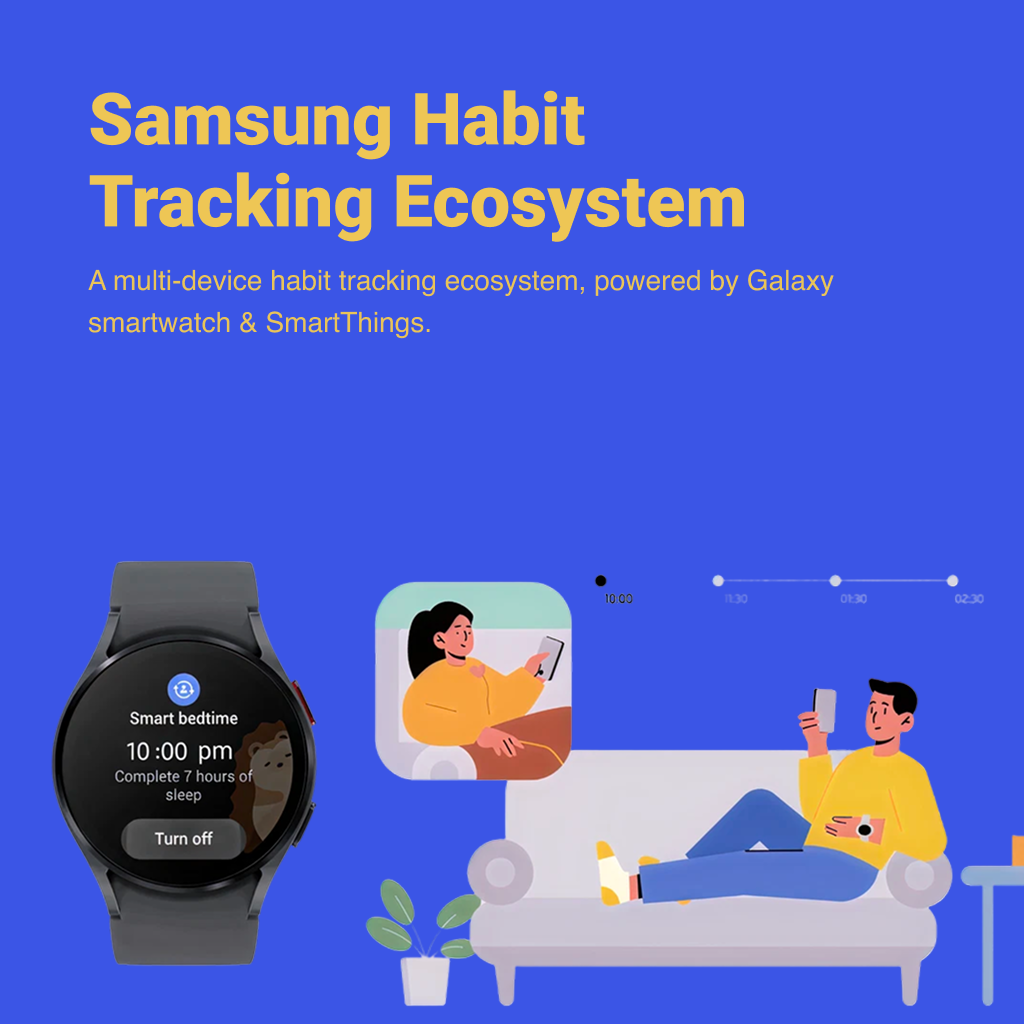 Samsung Habit
Tracking Ecosystem
A multi-device habit tracking ecosystem, powered by Galaxy
smartwatch & SmartThings.
10:00
11:30
01:30
02:30
Smart bedtime
10:00 pm
Complete 7 hours of
sleep
Turn off